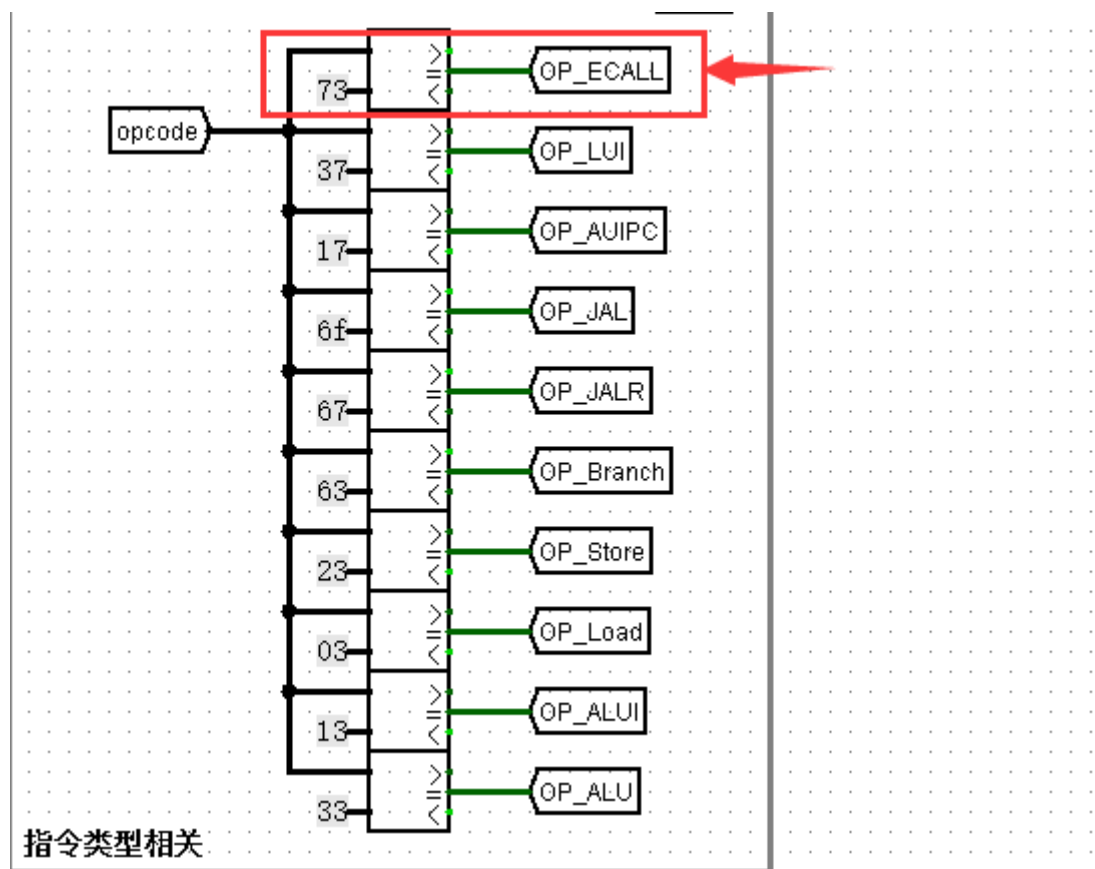 > = <
73
OP_ECALL
opcode
> = <
37
OP_LUI
> = <
17
OP_AUIPC
> = <
6f
OP_JAL
> = <
67
OP_JALR
> = <
63
OP_Branch
> = <
23
OP_Store
> = <
03
OP_Load
> = <
13
OP_ALUI
> = <
33
OP_ALU
指令类型相关